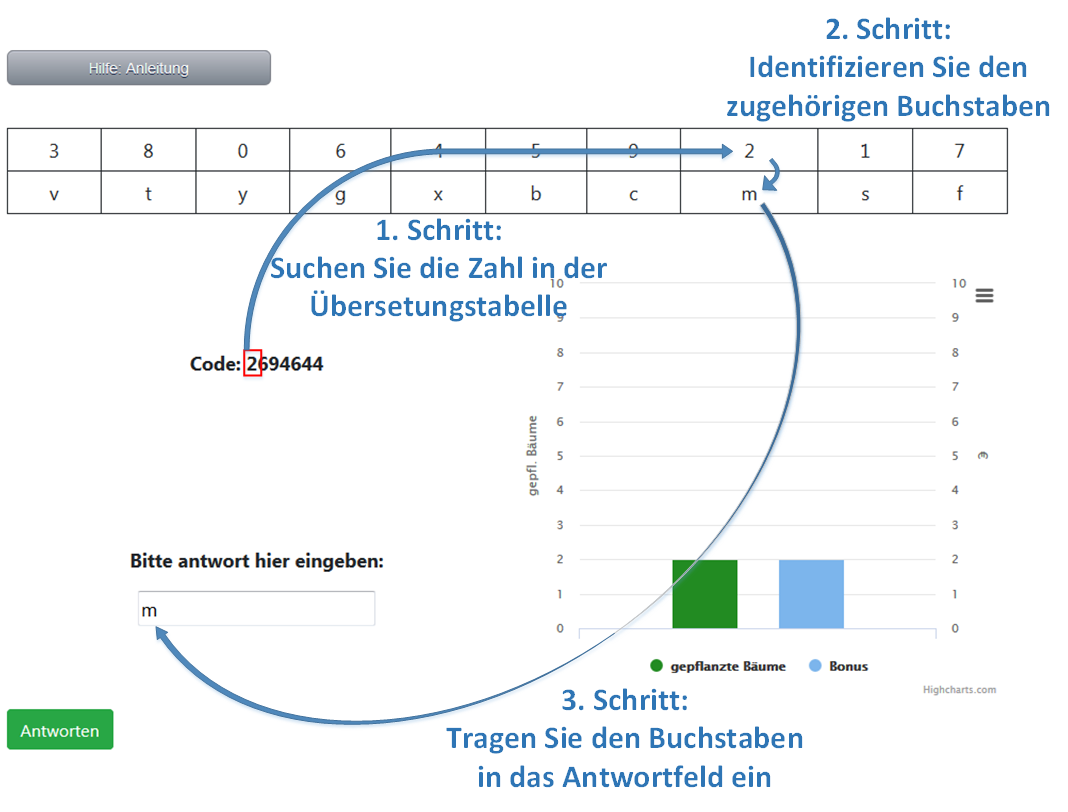 2. Schritt:
Identifizieren Sie den
zugehörigen Buchstaben
Hilfe: Anleitung
3 8 0 6 4 5 9 2 1 7
v t y g x b c m s f
1. Schritt:
Suchen Sie die Zahl in der
Übersetungstabelle
Code: 2694644
10 10
9 9
8 8
7 7
6 6
5 5
4 4
3 3
2 2
1 1
0 0
gepfl. Bäume
€
Bitte antwort hier eingeben:
m
gepflanzte Bäume Bonus
Highcharts.com
3. Schritt:
Tragen Sie den Buchstaben
in das Antwortfeld ein
Antworten